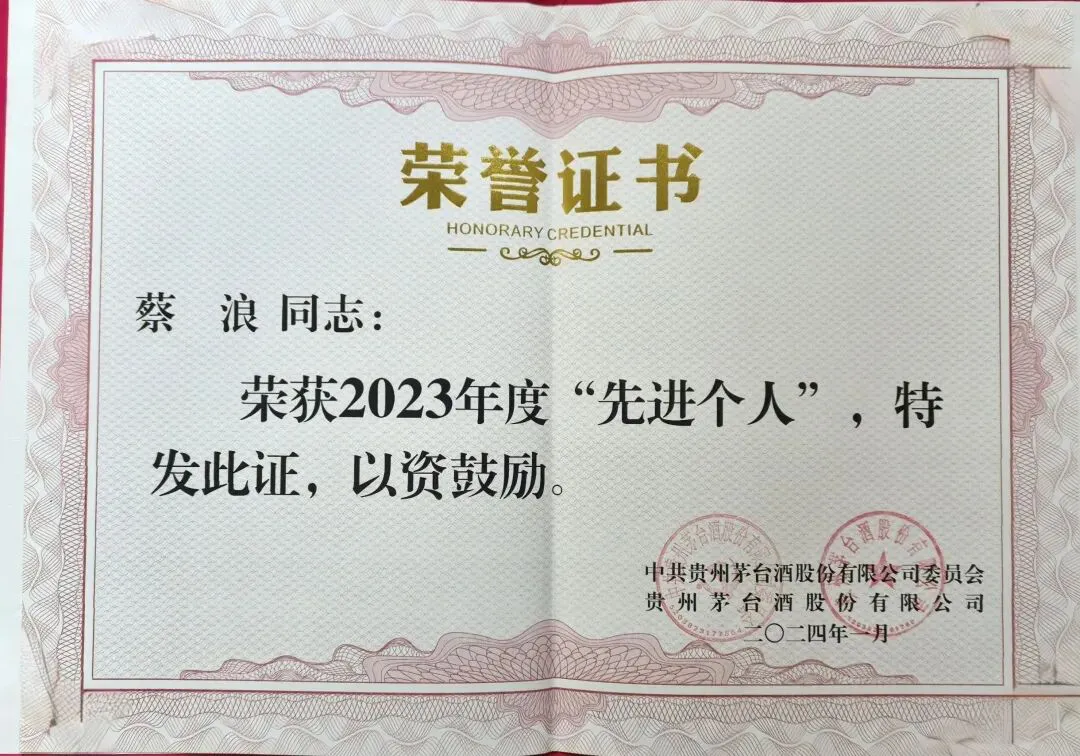 荣誉证书
HONORARY CREDENTIAL
蔡 浪 同志：
荣获2023年度“先进个人”，特
发此证，以资鼓励。
中共贵州茅台酒股份有限公司委员会
贵州茅台酒股份有限公司
二〇二四年一月